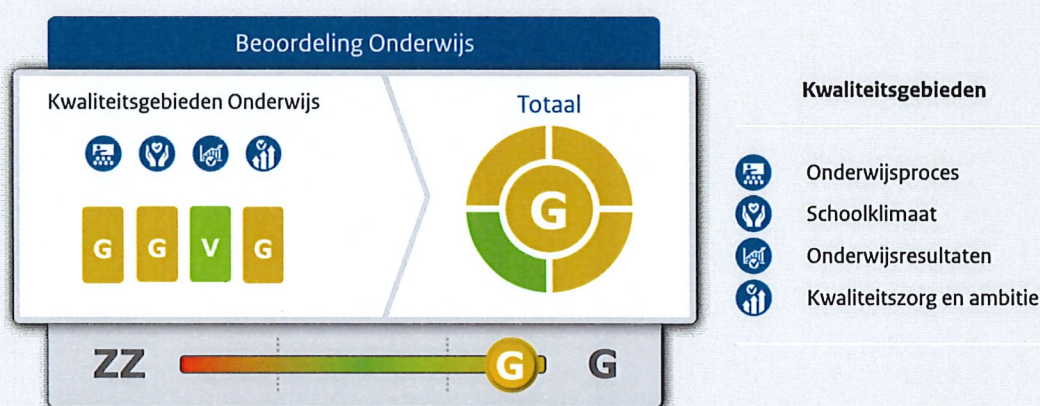 Beoordeling Onderwijs
Kwaliteitsgebieden Onderwijs
Totaal
G G V G
G
ZZ G G
Kwaliteitsgebieden
Onderwijsproces
Schoolklimaat
Onderwijsresultaten
Kwaliteitszorg en ambitie